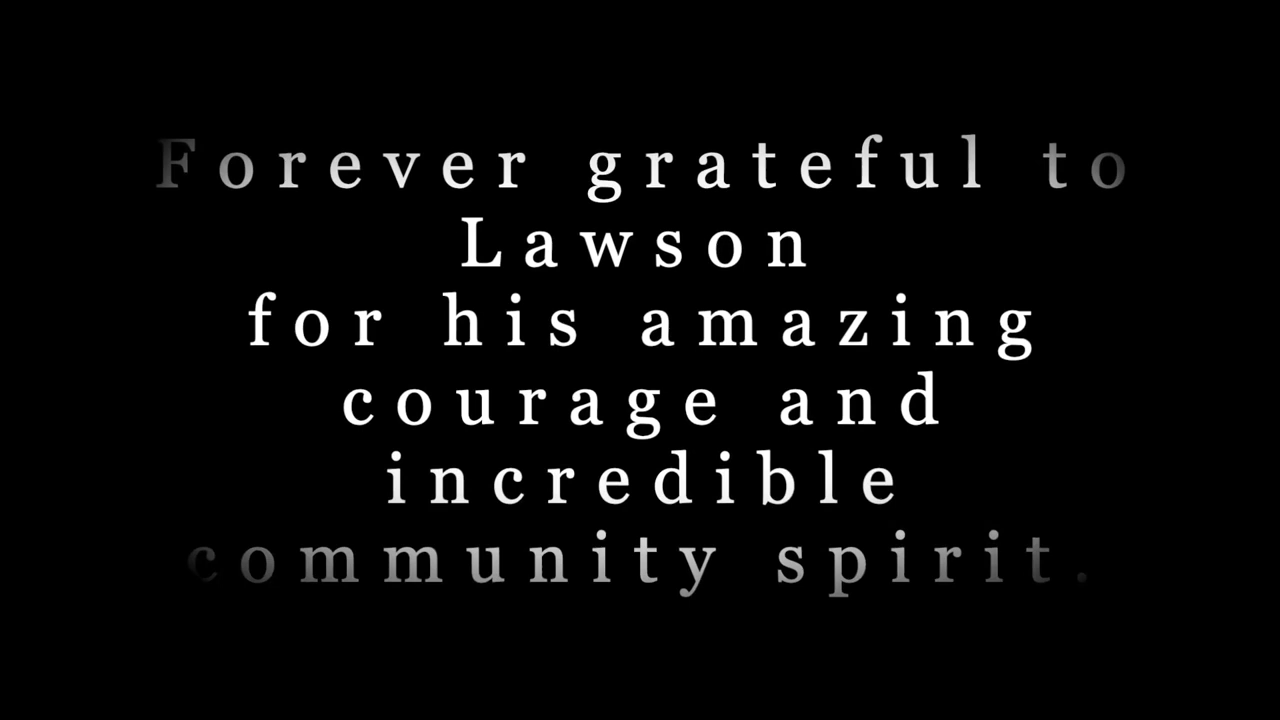 Forever grateful to
Lawson
for his amazing
courage and
incredible
community spirit.